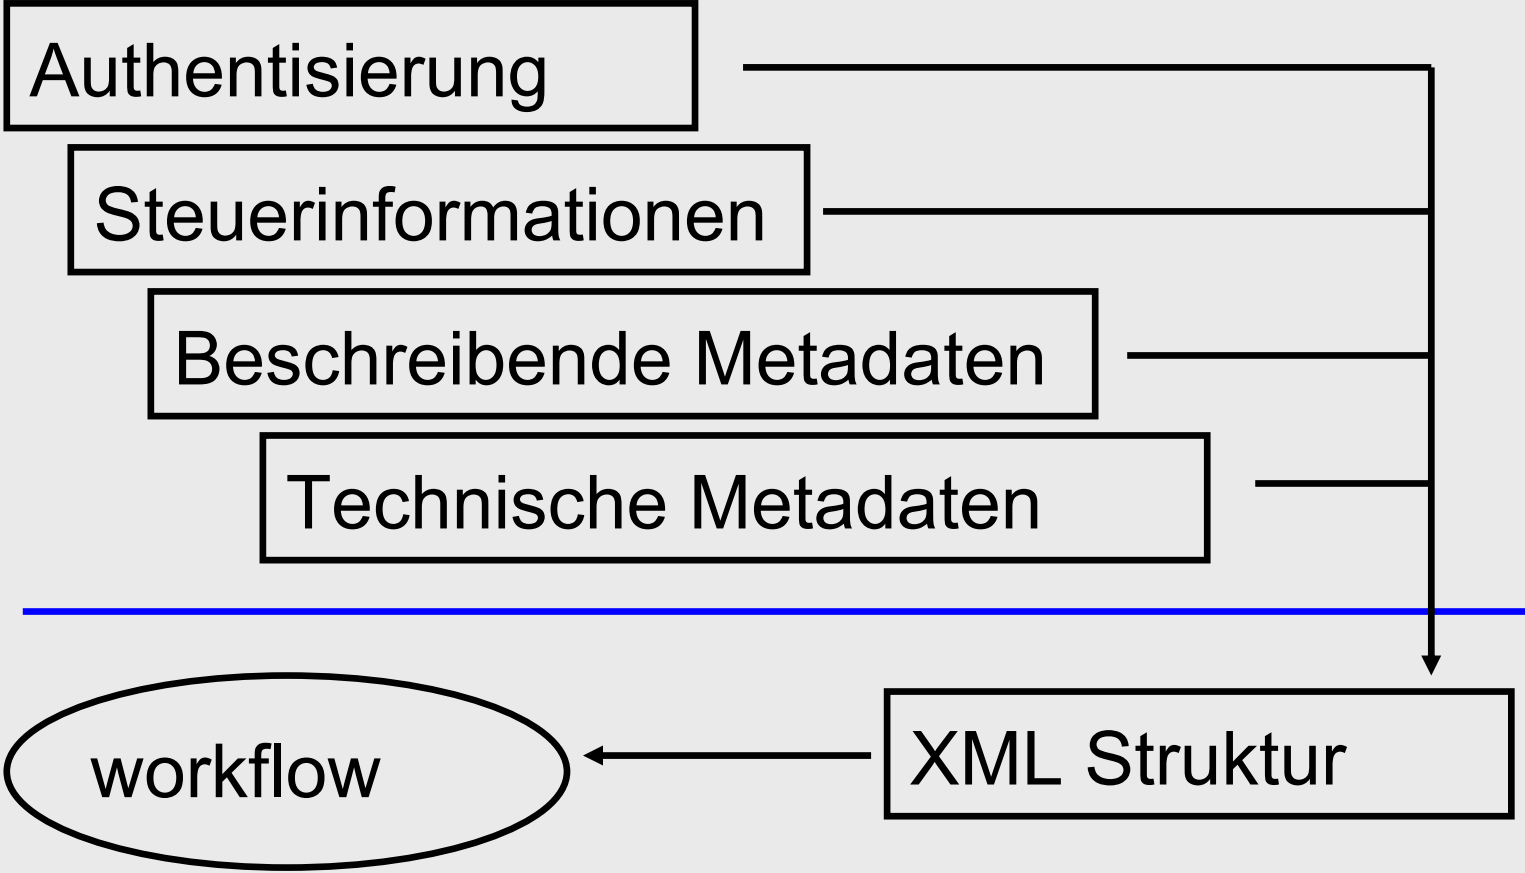 Authentisierung
Steuerinformationen
Beschreibende Metadaten
Technische Metadaten
workflow
XML Struktur